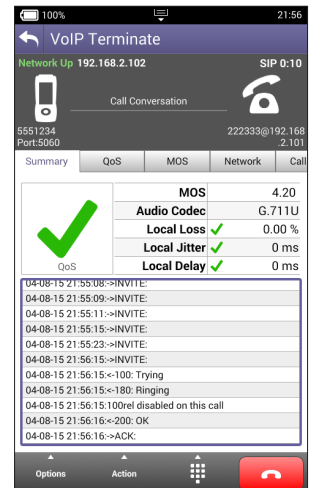 100%
21:56
VoIP Terminate
Network Up 192.168.2.102
SIP 0:10
Call Conversation
5551234
Port:5060
222333@192.168
.2.101
Summary QoS MOS Network Call
MOS 4.20
Audio Codec G.711U
Local Loss 0.00 %
Local Jitter 0 ms
Local Delay 0 ms
QoS
04-08-15 21:55:08:->INVITE:
04-08-15 21:55:09:->INVITE:
04-08-15 21:55:11:->INVITE:
04-08-15 21:55:15:->INVITE:
04-08-15 21:55:23:->INVITE:
04-08-15 21:56:15:->INVITE:
04-08-15 21:56:15:<-100: Trying
04-08-15 21:56:15:<-180: Ringing
04-08-15 21:56:15:100rel disabled on this call
04-08-15 21:56:16:<-200: OK
04-08-15 21:56:16:->ACK:
Options Action